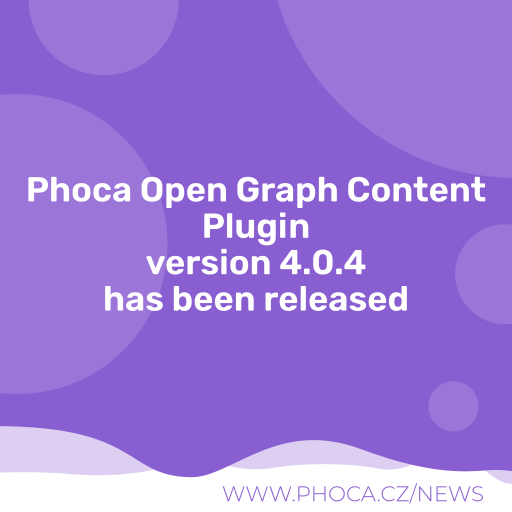 Phoca Open Graph Content
Plugin
version 4.0.4
has been released
WWW.PHOCA.CZ/NEWS